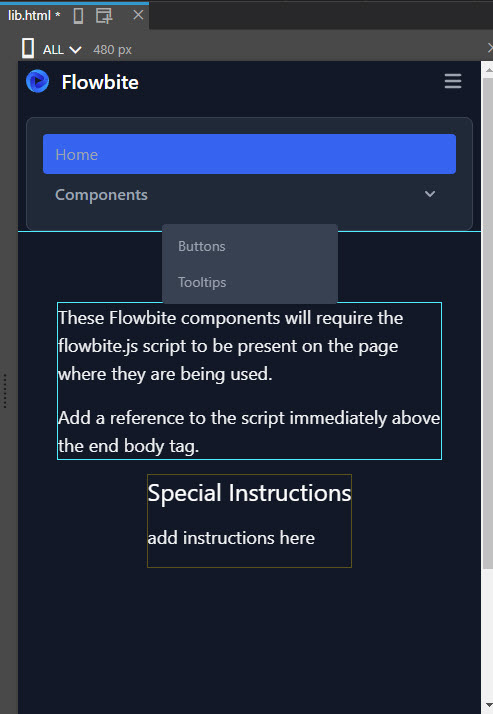 lib.html *
ALL 480 px
Flowbite
Home
Components
Buttons
Tooltips
These Flowbite components will require the
flowbite.js script to be present on the page
where they are being used.
Add a reference to the script immediately above
the end body tag.
Special Instructions
add instructions here